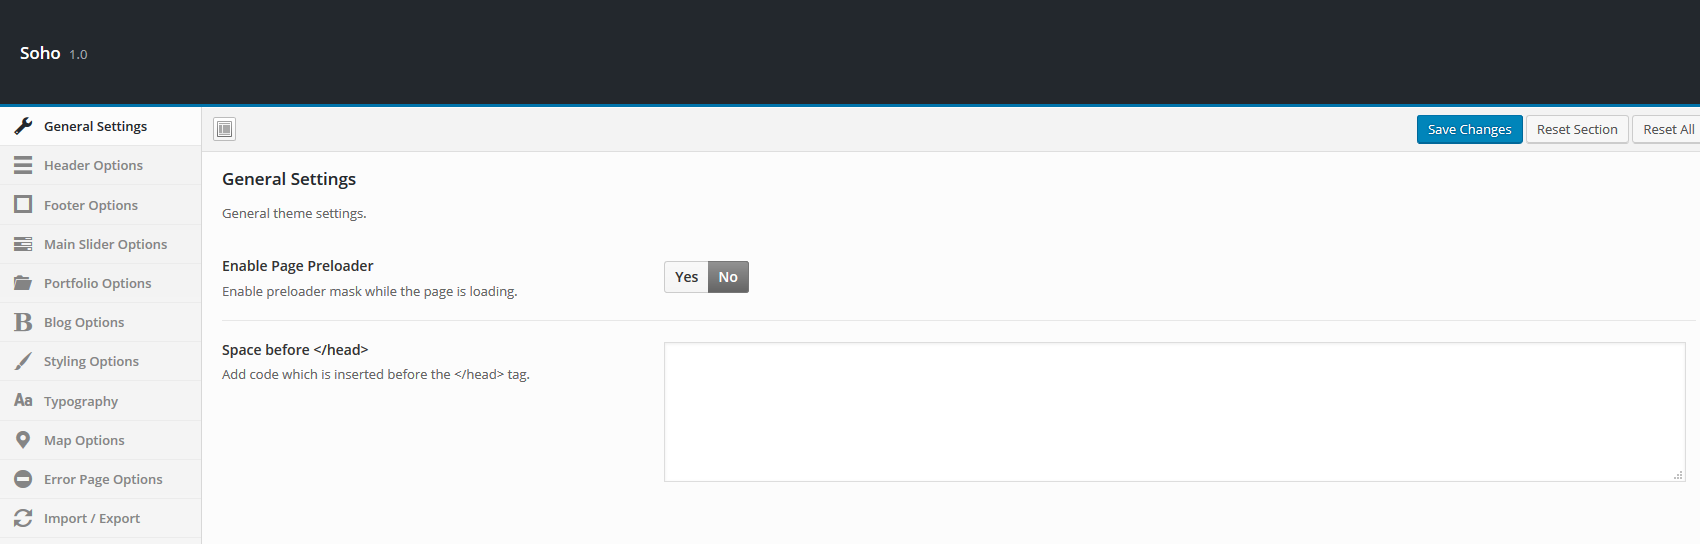 Soho 1.0
General Settings
Header Options
Footer Options
Main Slider Options
Portfolio Options
B Blog Options
Styling Options
Aa Typography
Map Options
Error Page Options
Import / Export
Save Changes Reset Section Reset All
General Settings
General theme settings.
Enable Page Preloader
Enable preloader mask while the page is loading.
Yes No
Space before </head>
Add code which is inserted before the </head> tag.